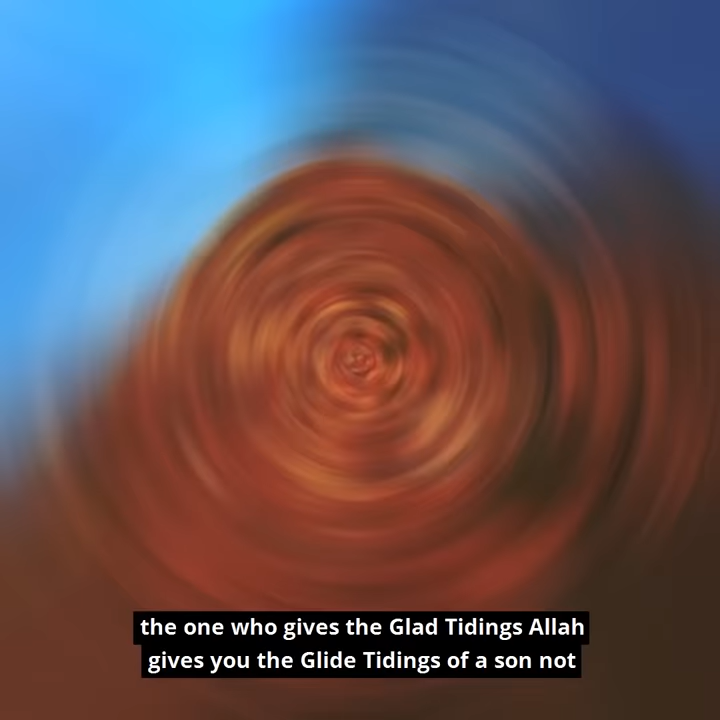 the one who gives the Glad Tidings Allah
gives you the Glide Tidings of a son not